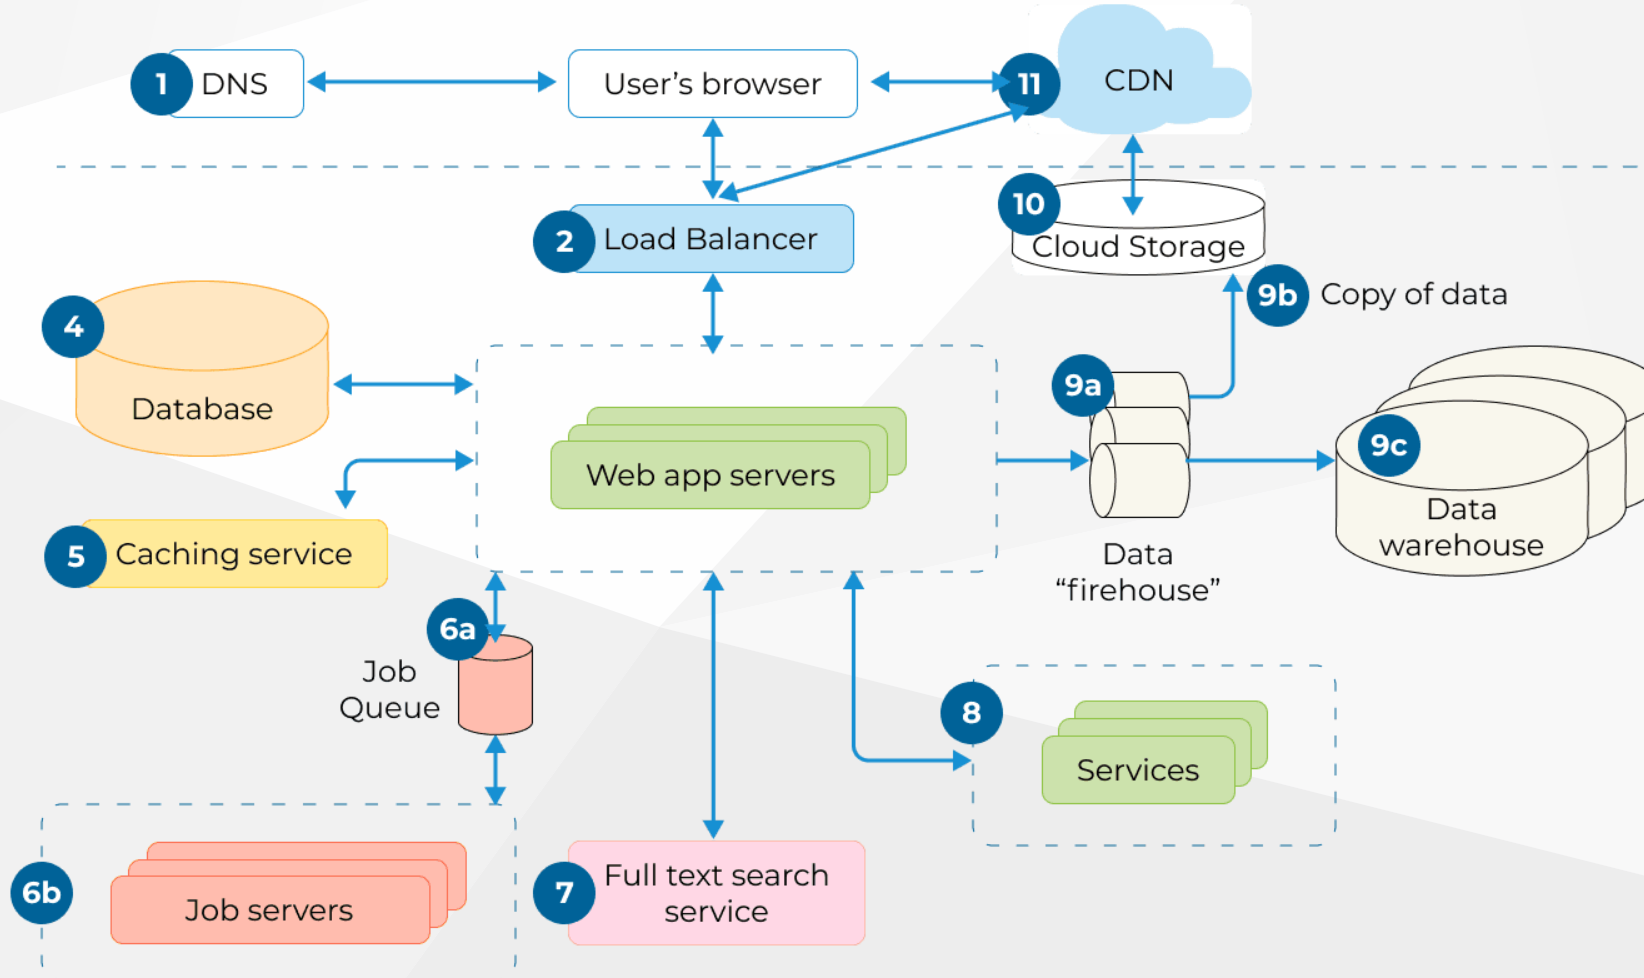 1 DNS
User’s browser
11 CDN
10
Cloud Storage
2 Load Balancer
9b Copy of data
4
Database
9a
9c
Web app servers
Data
warehouse
5 Caching service
Data
“firehouse”
6a
Job
Queue
8
Services
6b
Job servers
7
Full text search
service